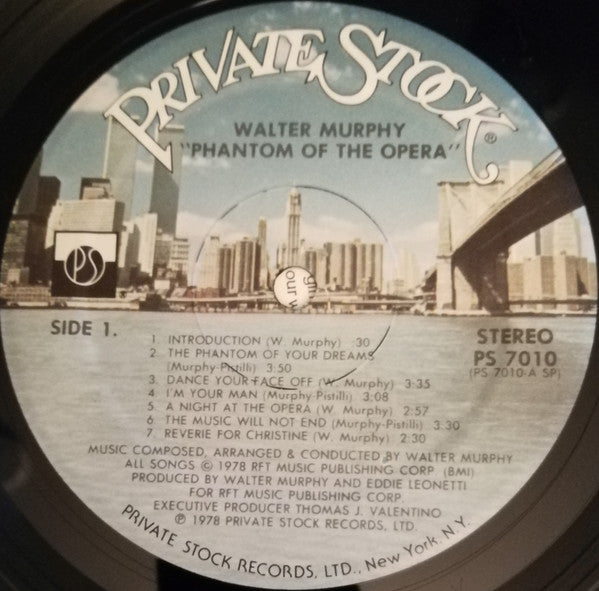 PRIVATE STOCK®
WALTER MURPHY
"PHANTOM OF THE OPERA"
PS
SIDE 1.
STEREO
PS 7010
(PS 7010-A SP)
1. INTRODUCTION (W. Murphy) :30
2. THE PHANTOM OF YOUR DREAMS
(Murphy-Pistilli) 3:50
3. DANCE YOUR FACE OFF (W. Murphy) 3:35
4. I'M YOUR MAN (Murphy-Pistilli) 3:08
5. A NIGHT AT THE OPERA (W. Murphy) 2:57
6. THE MUSIC WILL NOT END (Murphy-Pistilli) 3:30
7. REVERIE FOR CHRISTINE (W. Murphy) 2:30
MUSIC COMPOSED, ARRANGED & CONDUCTED BY WALTER MURPHY
ALL SONGS © 1978 RFT MUSIC PUBLISHING CORP. (BMI)
PRODUCED BY WALTER MURPHY AND EDDIE LEONETTI
FOR RFT MUSIC PUBLISHING CORP.
EXECUTIVE PRODUCER THOMAS J. VALENTINO
℗ 1978 PRIVATE STOCK RECORDS, LTD.
PRIVATE STOCK RECORDS, LTD., New York, N.Y.